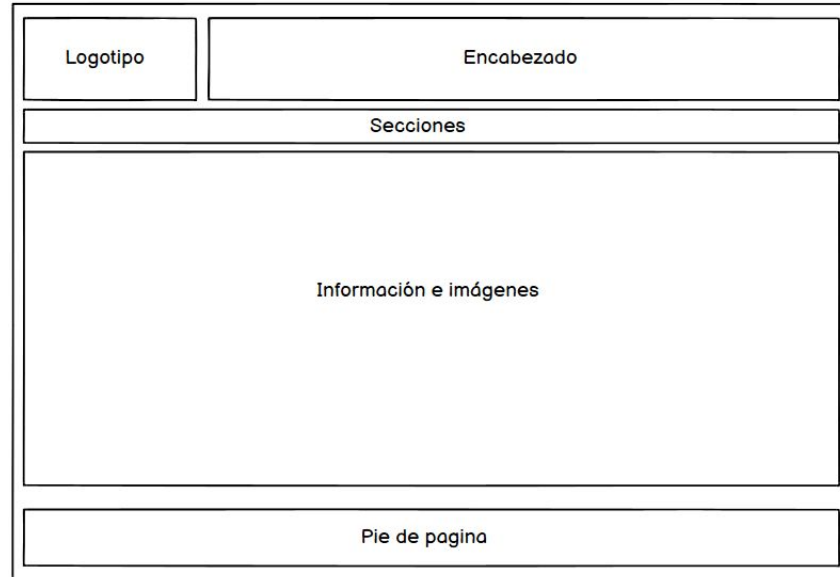 Logotipo
Encabezado
Secciones
Información e imágenes
Pie de pagina